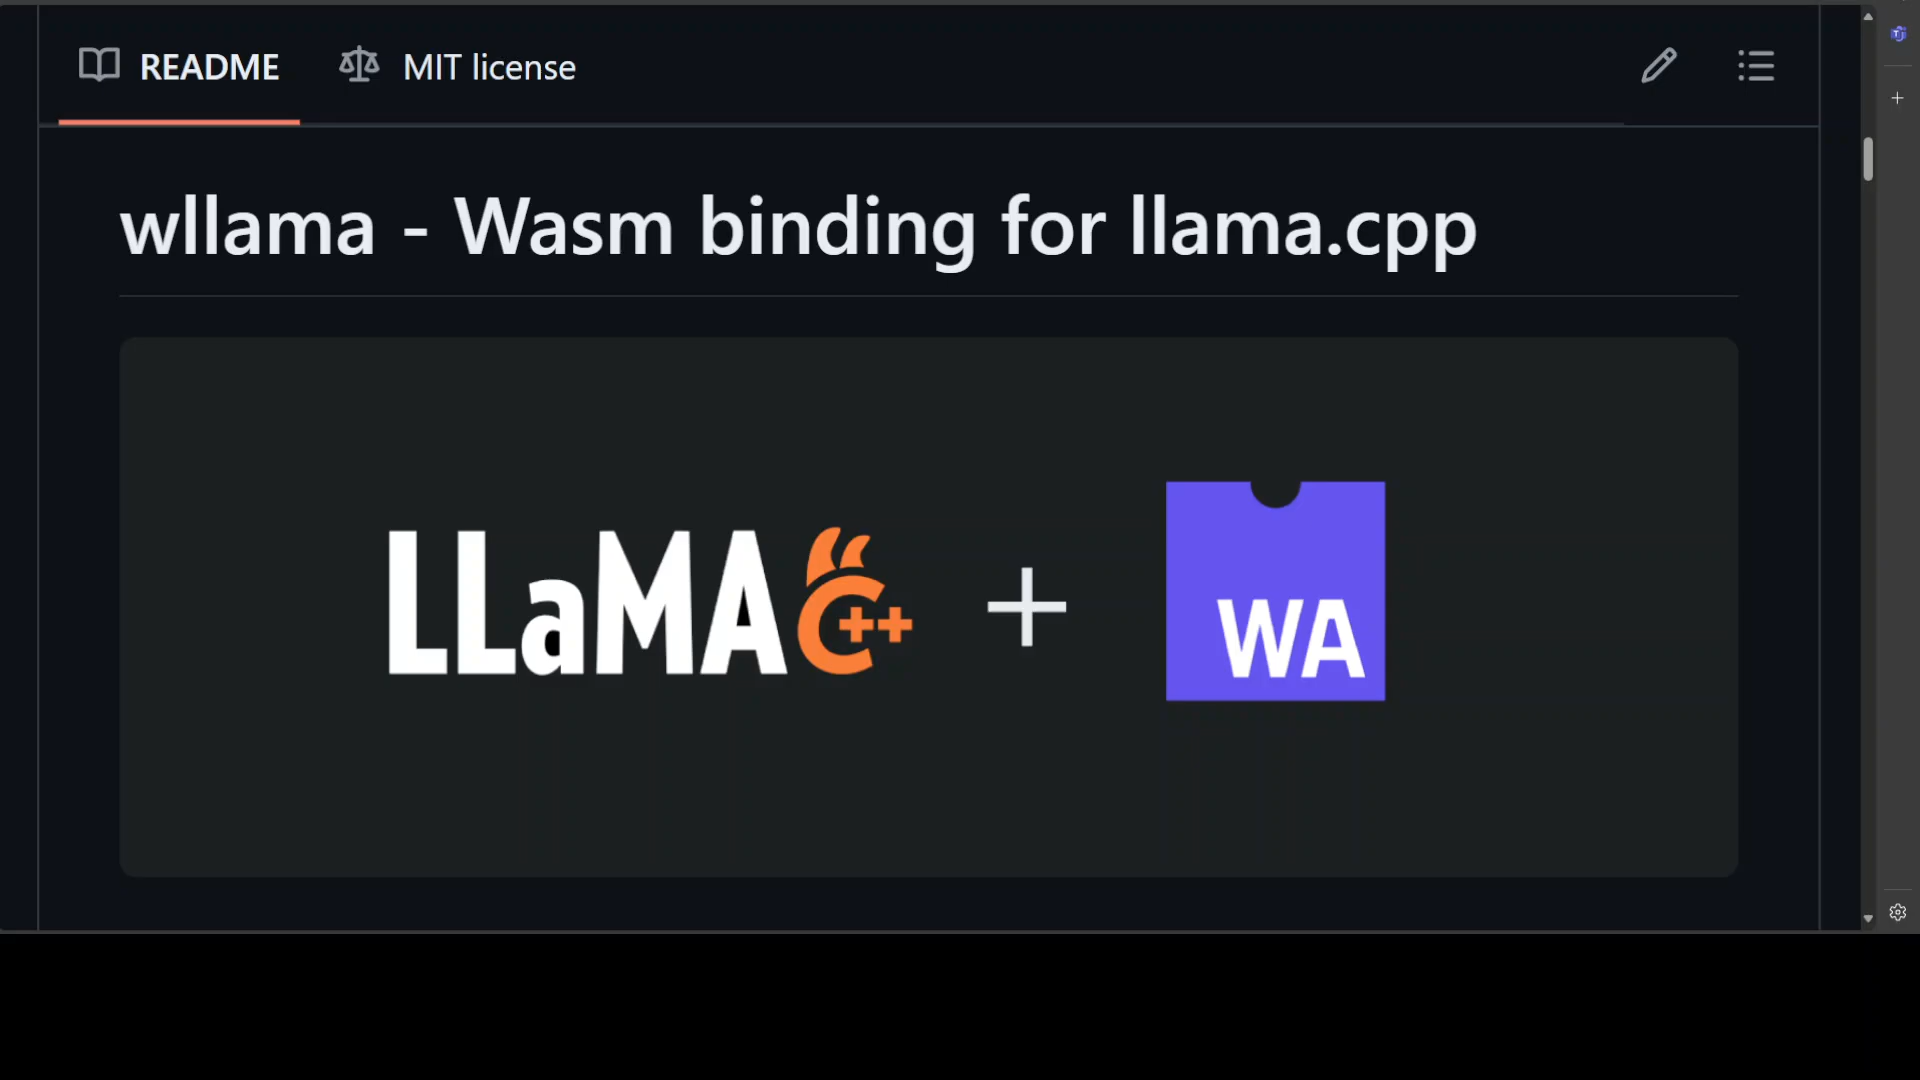 README
MIT license
wllama - Wasm binding for llama.cpp
LLaMA C++ + WA